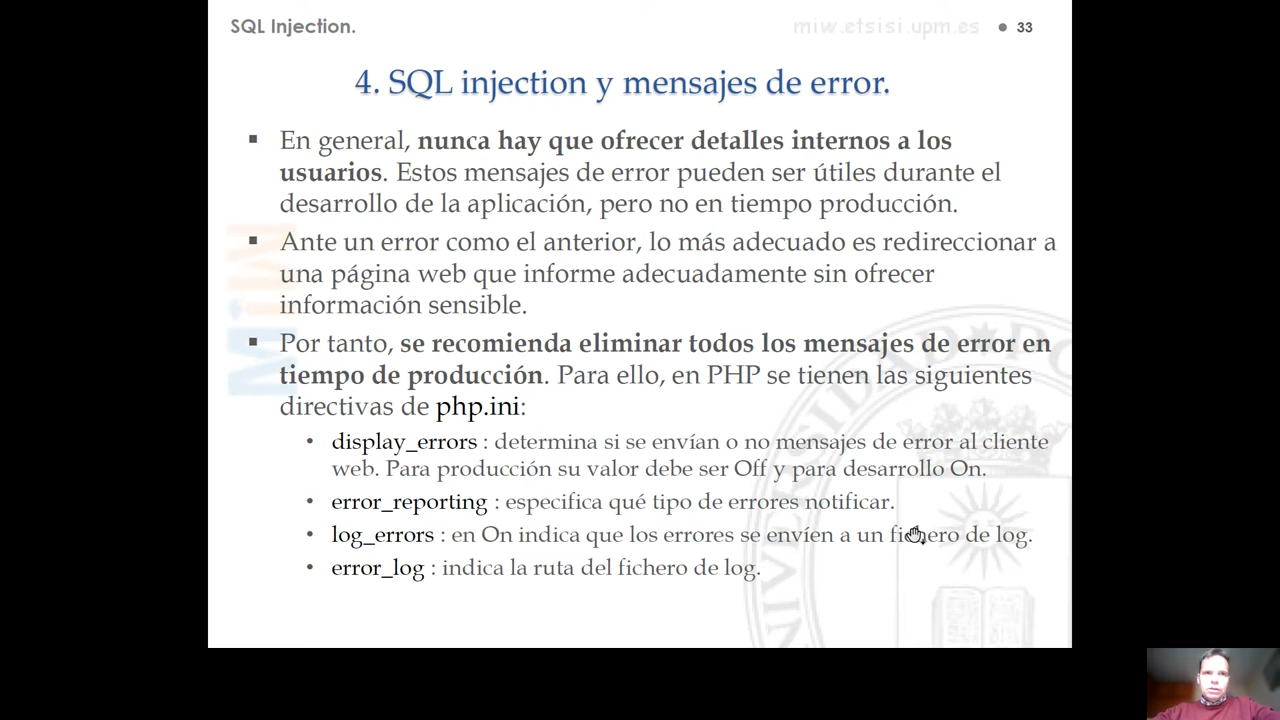 SQL Injection.
miw.etsisi.upm.es
33
4. SQL injection y mensajes de error.
En general, nunca hay que ofrecer detalles internos a los
usuarios. Estos mensajes de error pueden ser útiles durante el
desarrollo de la aplicación, pero no en tiempo producción.
Ante un error como el anterior, lo más adecuado es redireccionar a
una página web que informe adecuadamente sin ofrecer
información sensible.
Por tanto, se recomienda eliminar todos los mensajes de error en
tiempo de producción. Para ello, en PHP se tienen las siguientes
directivas de php.ini:
display_errors : determina si se envían o no mensajes de error al cliente
web. Para producción su valor debe ser Off y para desarrollo On.
error_reporting : especifica qué tipo de errores notificar.
log_errors : en On indica que los errores se envíen a un fichero de log.
error_log : indica la ruta del fichero de log.
MiW